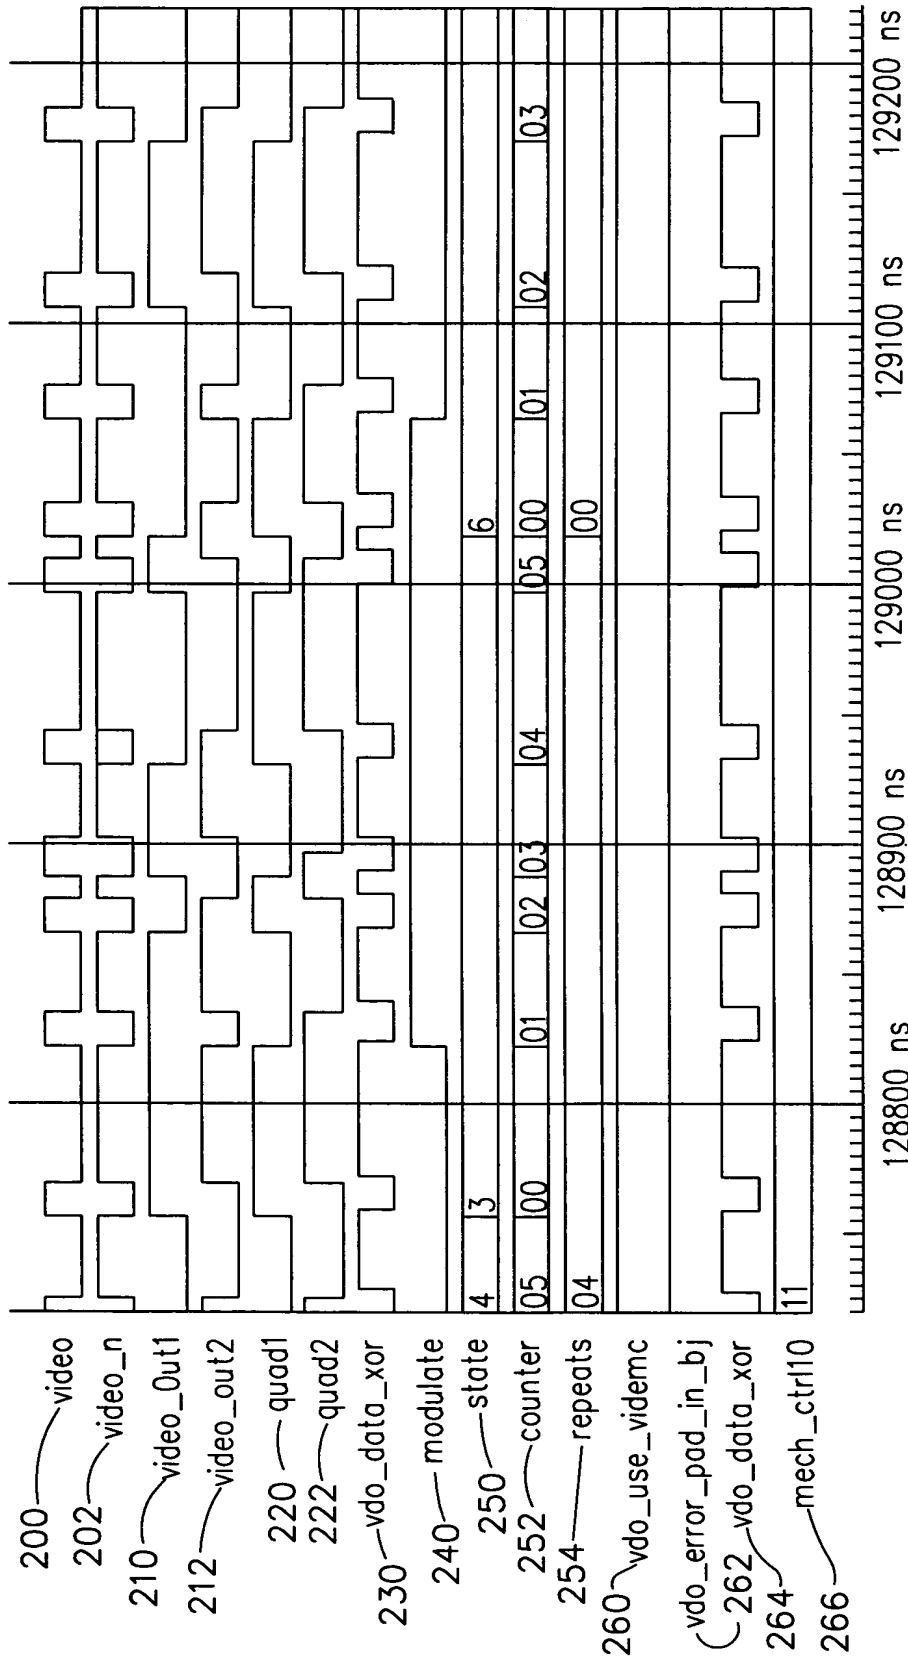 200 video
202 video_n
210 video_0ut1
212 video_out2
220 quad1
222 quad2
230 vdo_data_xor
240 modulate
250 state 4 3 6
252 counter 05 00 01 02 03 04 05 00 01 02 03
254 repeats 04 00
260 vdo_use_videmc
262 vdo_error_pad_in_bj
264 vdo_data_xor
266 mech_ctrl10 11
128800 ns 128900 ns 129000 ns 129100 ns 129200 ns